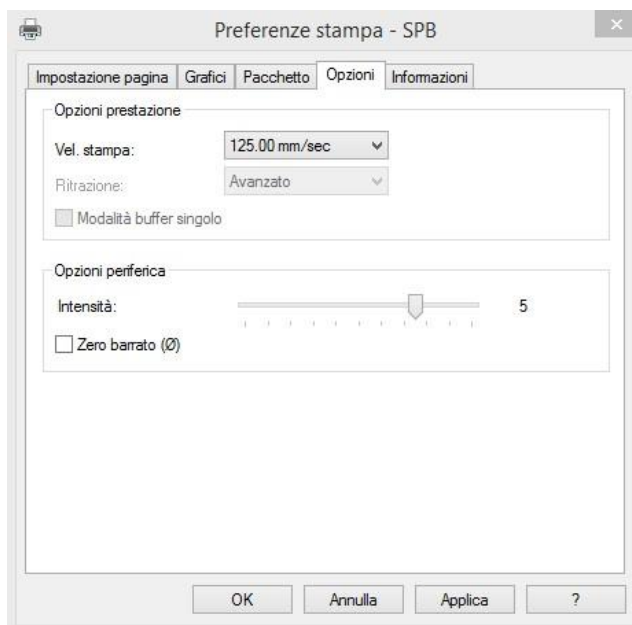 Preferenze stampa - SPB
Impostazione pagina Grafici Pacchetto Opzioni Informazioni
Opzioni prestazione
Vel. stampa: 125.00 mm/sec
Ritrazione: Avanzato
Modalità buffer singolo
Opzioni periferica
Intensità: 5
Zero barrato (Ø)
OK Annulla Applica ?